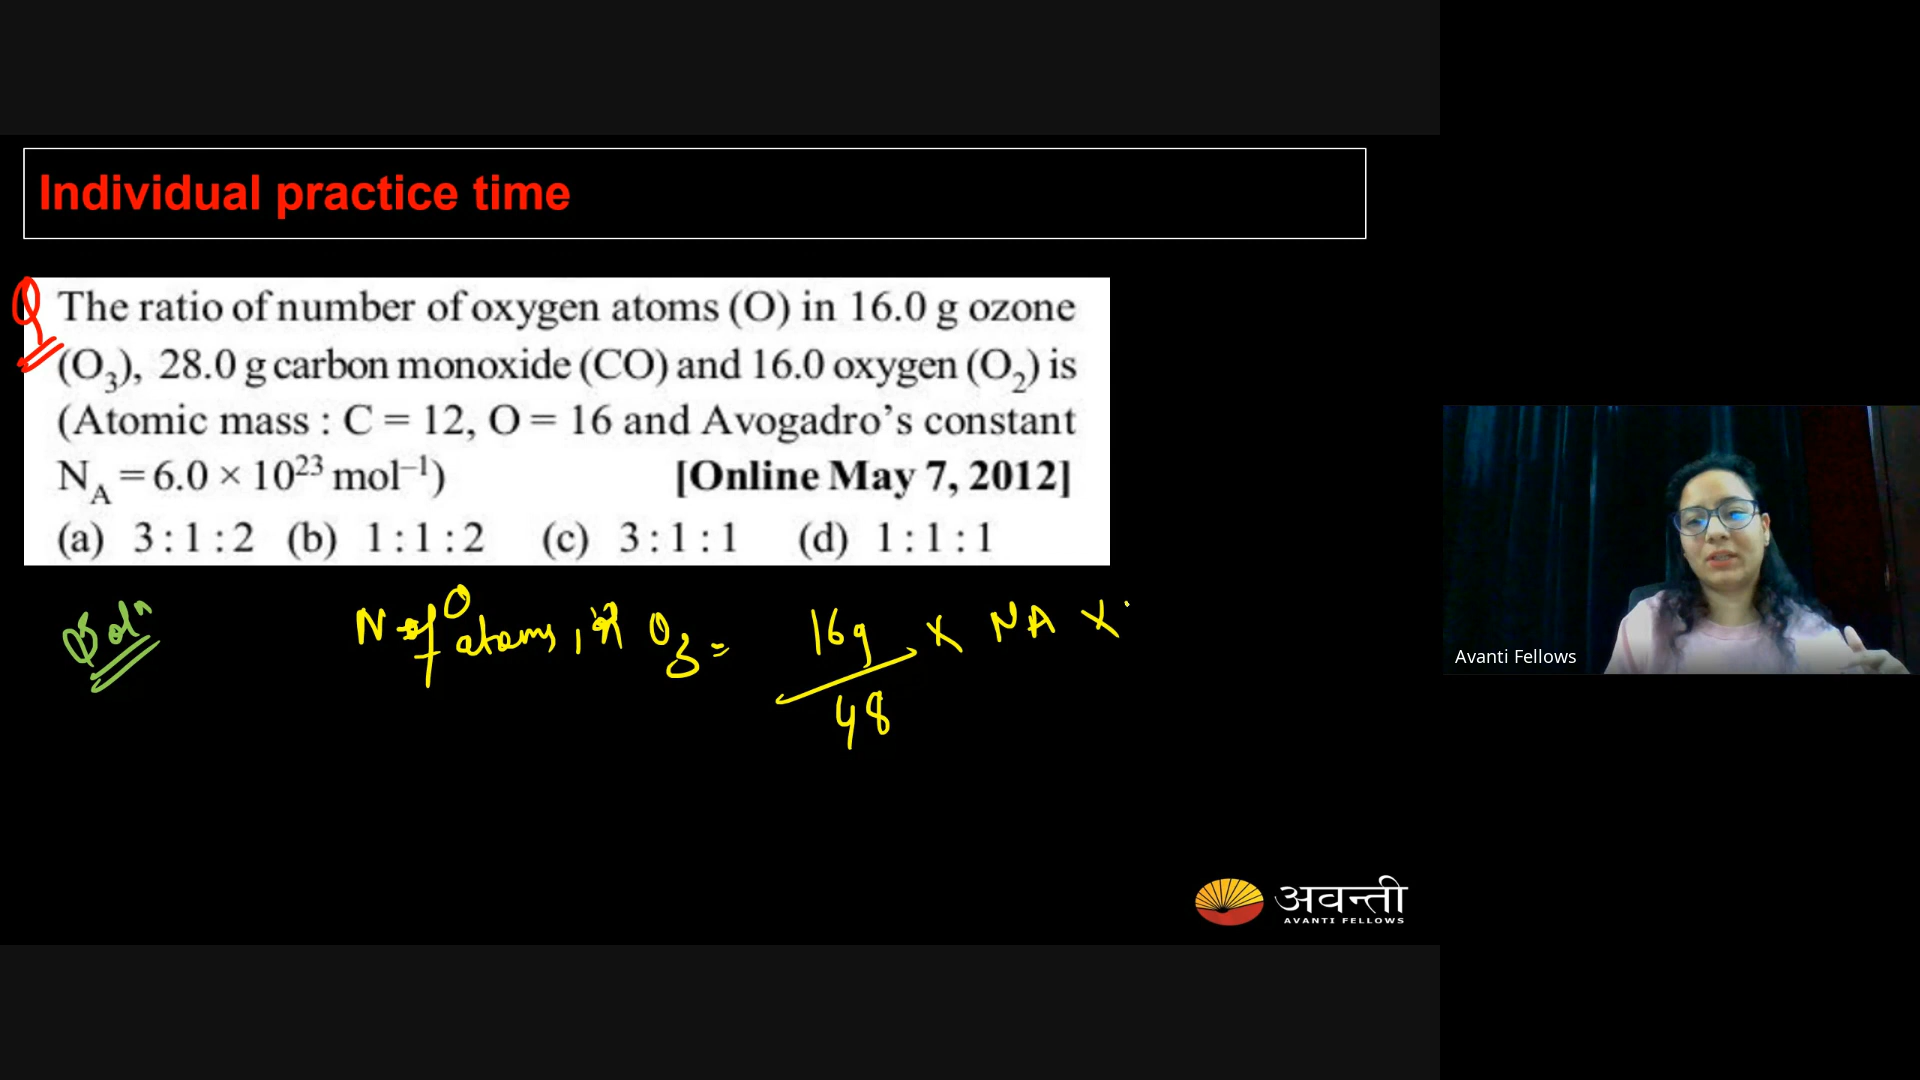 Individual practice time
Q The ratio of number of oxygen atoms (O) in 16.0 g ozone
(O₃), 28.0 g carbon monoxide (CO) and 16.0 oxygen (O₂) is
(Atomic mass : C = 12, O = 16 and Avogadro’s constant
N_A = 6.0 × 10²³ mol⁻¹) [Online May 7, 2012]
(a) 3 : 1 : 2 (b) 1 : 1 : 2 (c) 3 : 1 : 1 (d) 1 : 1 : 1
Solⁿ
N of O atoms in O₃ = 16g/48 × NA ×
Avanti Fellows
अवन्ती
AVANTI FELLOWS